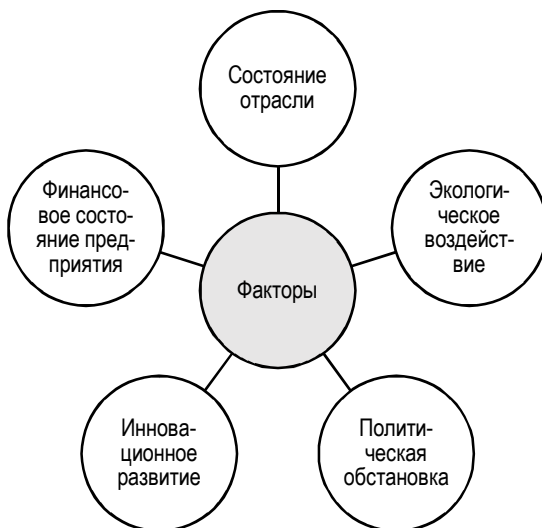 Состояние
отрасли
Финансо-
вое состо-
яние пред-
приятия
Экологи-
ческое
воздейст-
вие
Факторы
Иннова-
ционное
развитие
Полити-
ческая
обстановка